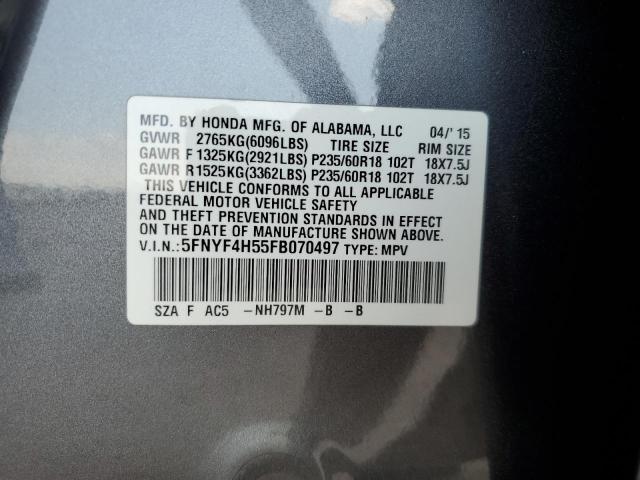 MFD. BY HONDA MFG. OF ALABAMA, LLC 04/'15
GVWR 2765KG(6096LBS) TIRE SIZE RIM SIZE
GAWR F 1325KG(2921LBS) P235/60R18 102T 18X7.5J
GAWR R 1525KG(3362LBS) P235/60R18 102T 18X7.5J
THIS VEHICLE CONFORMS TO ALL APPLICABLE
FEDERAL MOTOR VEHICLE SAFETY
AND THEFT PREVENTION STANDARDS IN EFFECT
ON THE DATE OF MANUFACTURE SHOWN ABOVE.
V.I.N.: 5FNYF4H55FB070497 TYPE: MPV
SZA F AC5 -NH797M -B -B